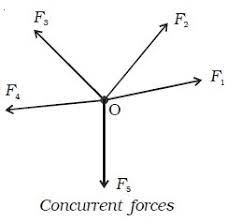 F₃
F₂
F₁
F₄
O
F₅
Concurrent forces